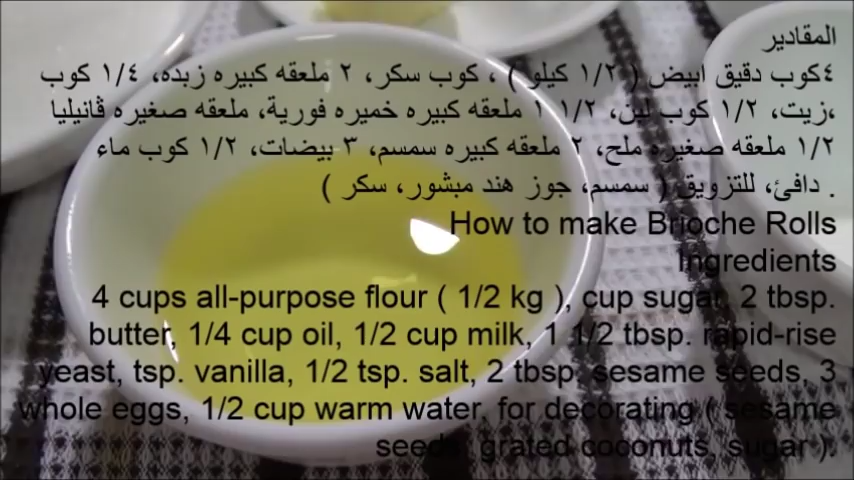 المقادير
٤كوب دقيق ابيض ( ١/٢ كيلو ) ، كوب سكر، ٢ ملعقه كبيره زبده، ١/٤ كوب
،زيت، ١/٢ كوب لبن، ١/٢ ١ ملعقه كبيره خميره فورية، ملعقه صغيره ڤانيليا
١/٢ ملعقه صغيره ملح، ٢ ملعقه كبيره سمسم، ٣ بيضات، ١/٢ كوب ماء
. دافئ، للتزويق ( سمسم، جوز هند مبشور، سكر )
How to make Brioche Rolls
Ingredients
4 cups all-purpose flour ( 1/2 kg ), cup sugar, 2 tbsp.
butter, 1/4 cup oil, 1/2 cup milk, 1 1/2 tbsp. rapid-rise
yeast, tsp. vanilla, 1/2 tsp. salt, 2 tbsp. sesame seeds, 3
whole eggs, 1/2 cup warm water, for decorating ( sesame
seeds, grated coconuts, sugar ).